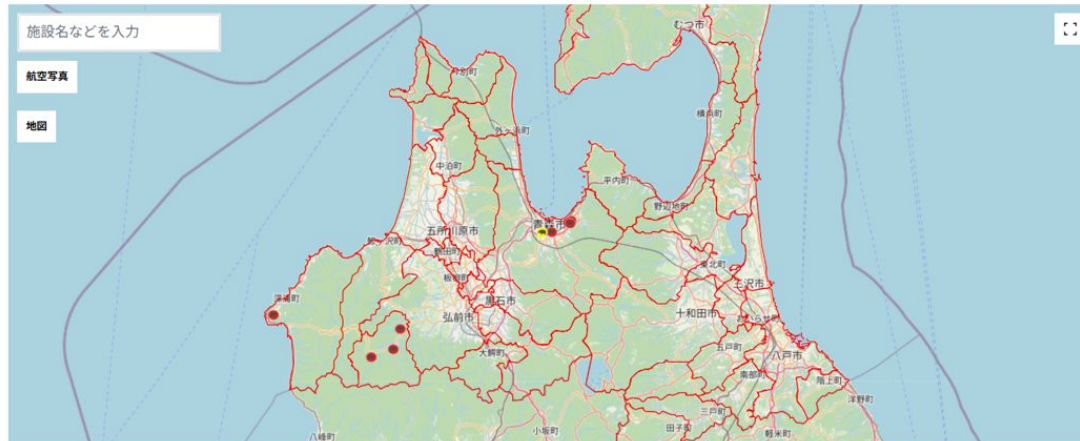 施設名などを入力
航空写真
地図
むつ市
今別町
横浜町
外ヶ浜町
中泊町
平内町
野辺地町
青森市
五所川原市
鰺ヶ沢町
鶴田町
東北町
板柳町
三沢市
深浦町
黒石市
弘前市
十和田市
おいらせ町
五戸町
大鰐町
八戸市
南部町
階上町
洋野町
三戸町
八峰町
小坂町
田子町
軽米町